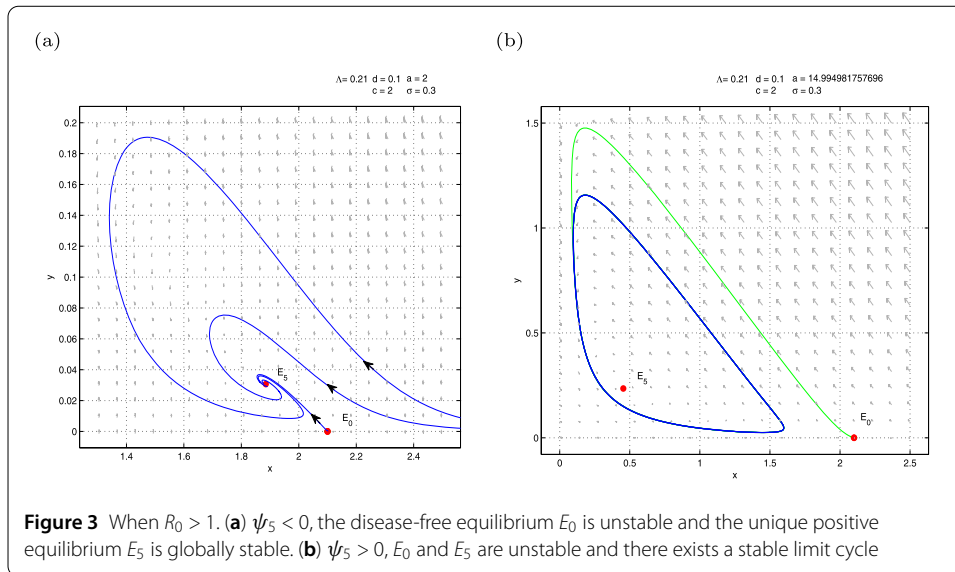 (a)
Λ= 0.21 d = 0.1 a = 2
c = 2 σ = 0.3
0.2
0.18
0.16
0.14
0.12
0.1
0.08
0.06
0.04
0.02
0
y
E5
E0
1.4 1.6 1.8 2 2.2 2.4
x
(b)
Λ= 0.21 d = 0.1 a = 14.994981757696
c = 2 σ = 0.3
1.5
1
0.5
0
y
E5
E0
0 0.5 1 1.5 2 2.5
x
Figure 3 When R0 > 1. (a) ψ5 < 0, the disease-free equilibrium E0 is unstable and the unique positive
equilibrium E5 is globally stable. (b) ψ5 > 0, E0 and E5 are unstable and there exists a stable limit cycle